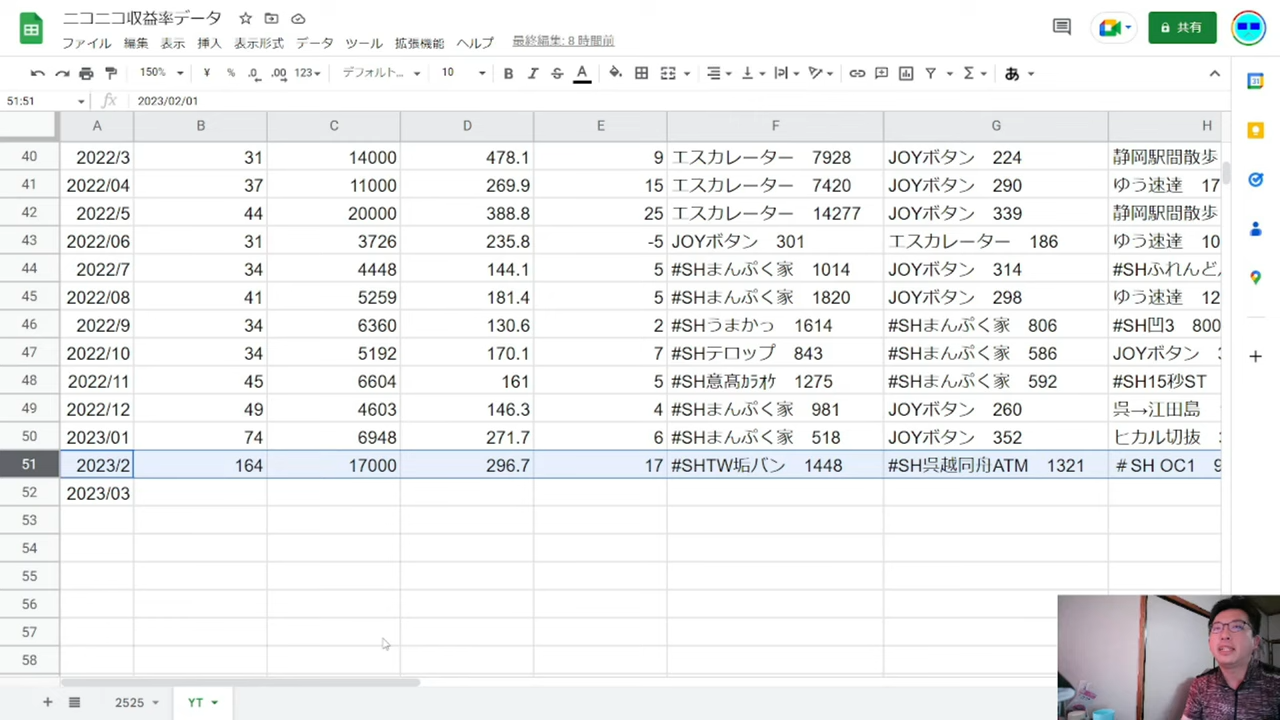 ニコニコ収益率データ
ファイル 編集 表示 挿入 表示形式 データ ツール 拡張機能 ヘルプ 最終編集: 8 時間前
共有
150% ¥ % .0 .00 123 デフォルト... 10 B I S A あ
51:51 fx 2023/02/01
A B C D E F G H
40 2022/3 31 14000 478.1 9 エスカレーター 7928 JOYボタン 224 静岡駅間散歩
41 2022/04 37 11000 269.9 15 エスカレーター 7420 JOYボタン 290 ゆう速達 17
42 2022/5 44 20000 388.8 25 エスカレーター 14277 JOYボタン 339 静岡駅間散歩
43 2022/06 31 3726 235.8 -5 JOYボタン 301 エスカレーター 186 ゆう速達 10
44 2022/7 34 4448 144.1 5 #SHまんぷく家 1014 JOYボタン 314 #SHふれんど
45 2022/08 41 5259 181.4 5 #SHまんぷく家 1820 JOYボタン 298 ゆう速達 12
46 2022/9 34 6360 130.6 2 #SHうまかっ 1614 #SHまんぷく家 806 #SH凹3 800
47 2022/10 34 5192 170.1 7 #SHテロップ 843 #SHまんぷく家 586 JOYボタン
48 2022/11 45 6604 161 5 #SH意髙ｶﾗｵｹ 1275 #SHまんぷく家 592 #SH15秒ST
49 2022/12 49 4603 146.3 4 #SHまんぷく家 981 JOYボタン 260 呉→江田島
50 2023/01 74 6948 271.7 6 #SHまんぷく家 518 JOYボタン 352 ヒカル切抜
51 2023/2 164 17000 296.7 17 #SHTW垢バン 1448 #SH呉越同舟ATM 1321 ＃SH OC1 9
52 2023/03
53
54
55
56
57
58
2525 YT